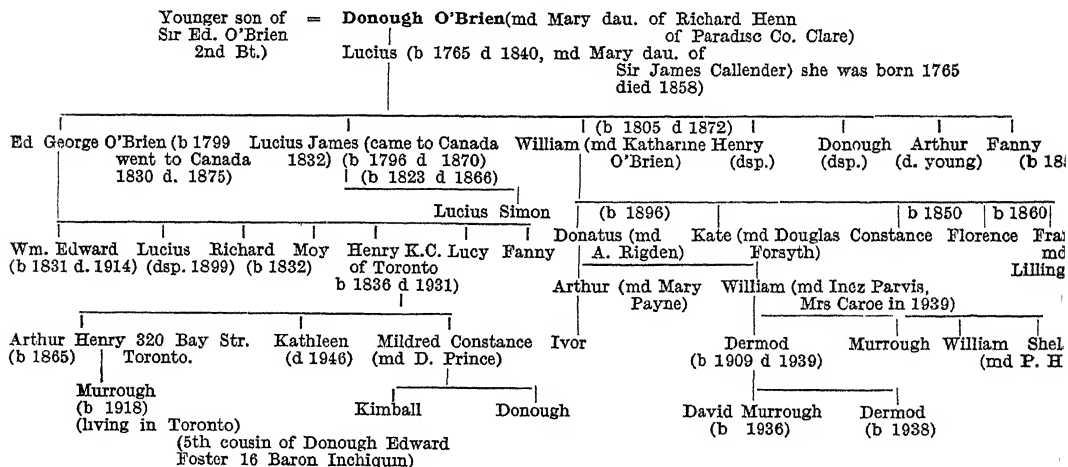 Younger son of = Donough O'Brien(md Mary dau. of Richard Henn
Sir Ed. O'Brien of Paradise Co. Clare)
2nd Bt.) Lucius (b 1765 d 1840, md Mary dau. of
Sir James Callender) she was born 1765
died 1858)
(b 1805 d 1872)
Ed George O'Brien (b 1799 Lucius James (came to Canada William (md Katharine Henry Donough Arthur Fanny
went to Canada 1832) (b 1796 d 1870) O'Brien) (dsp.) (dsp.) (d. young) (b 18
1830 d. 1875) (b 1823 d 1866)
Lucius Simon (b 1896) b 1850 b 1860
Wm. Edward Lucius Richard Moy Henry K.C. Lucy Fanny Donatus (md Kate (md Douglas Constance Florence Fra
(b 1831 d. 1914) (dsp. 1899) (b 1832) of Toronto A. Rigden) Forsyth) md
b 1836 d 1931) Lilling
Arthur (md Mary William (md Inez Parvis,
Payne) Mrs Caroe in 1939)
Arthur Henry 320 Bay Str. Kathleen Mildred Constance Ivor Dermod Murrough William Shel
(b 1865) Toronto. (d 1946) (md D. Prince) (b 1909 d 1939) (md P. H
Murrough Kimball Donough David Murrough Dermod
(b 1918) (b 1936) (b 1938)
(living in Toronto)
(5th cousin of Donough Edward
Foster 16 Baron Inchiquin)